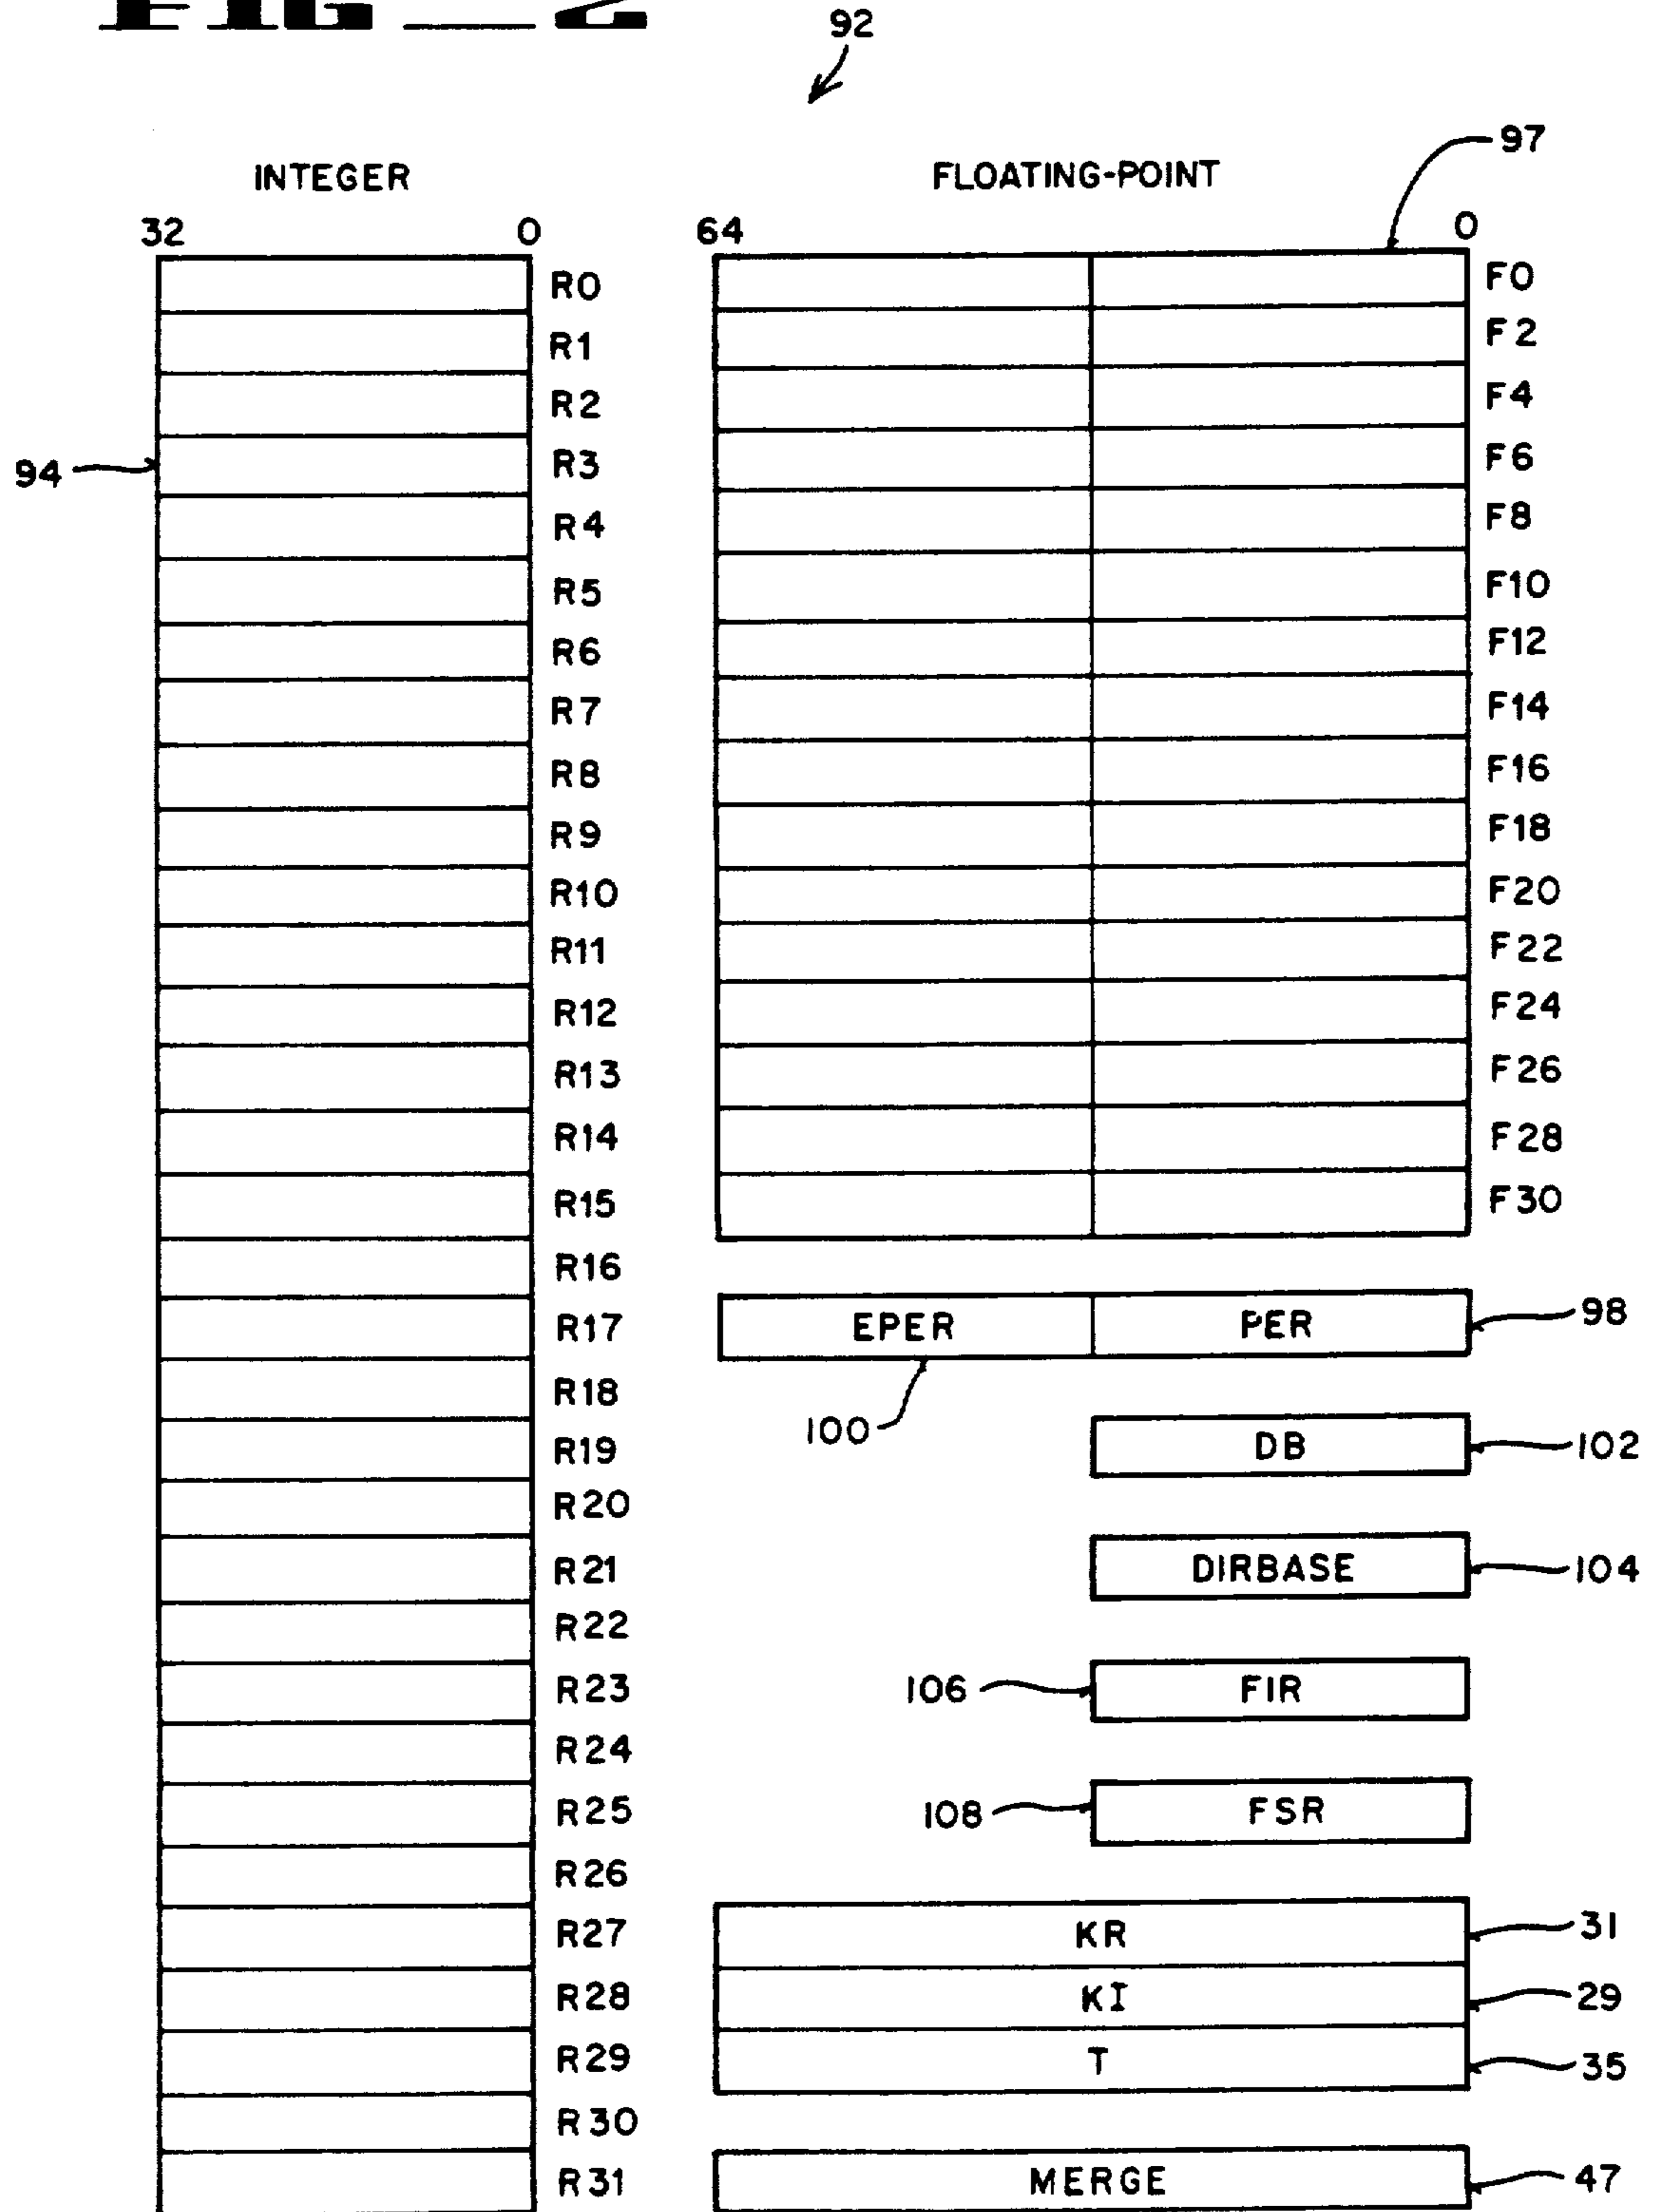 FIG_2
92
97
INTEGER
FLOATING-POINT
32 0
64 0
R0
R1
R2
R3
94
R4
R5
R6
R7
R8
R9
R10
R11
R12
R13
R14
R15
R16
R17
R18
R19
R20
R21
R22
R23
R24
R25
R26
R27
R28
R29
R30
R31
F0
F2
F4
F6
F8
F10
F12
F14
F16
F18
F20
F22
F24
F26
F28
F30
EPER PER 98
100
DB 102
DIRBASE 104
106 FIR
108 FSR
KR 31
KI 29
T 35
MERGE 47